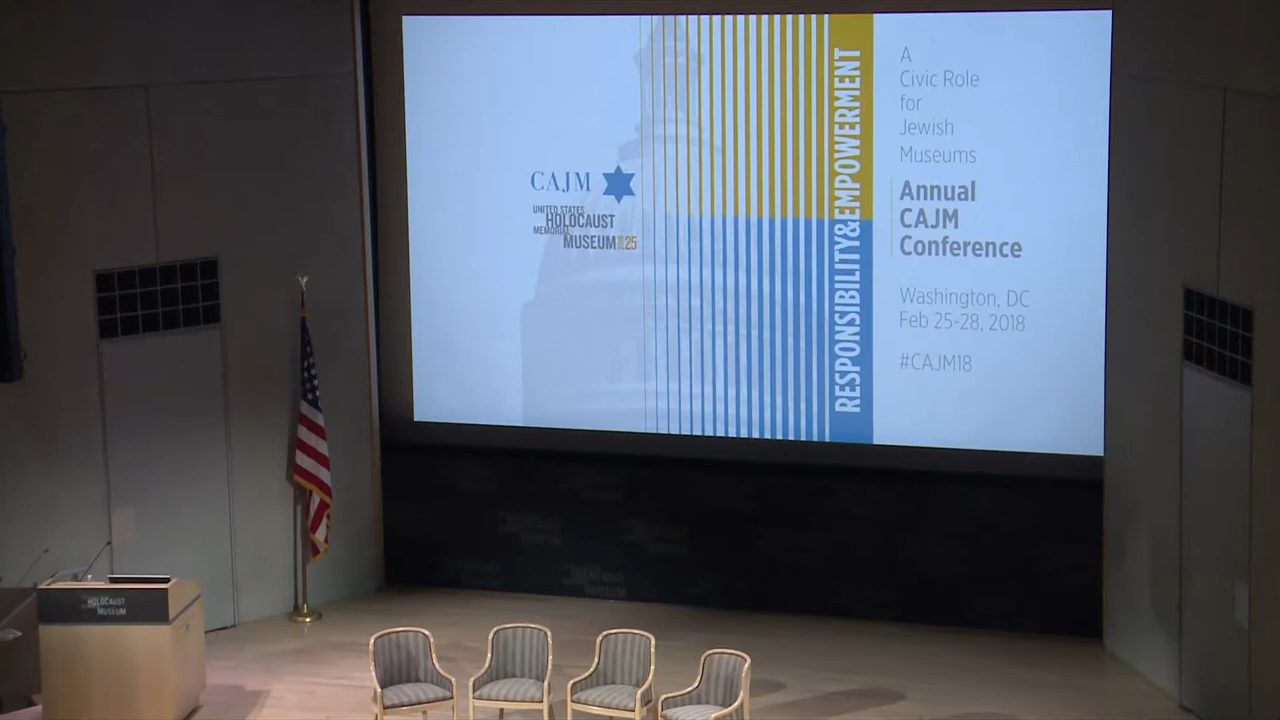 CAJM
UNITED STATES
HOLOCAUST
MEMORIAL
MUSEUM
25
RESPONSIBILITY&EMPOWERMENT
A
Civic Role
for
Jewish
Museums
Annual
CAJM
Conference
Washington, DC
Feb 25-28, 2018
#CAJM18
HOLOCAUST
MUSEUM